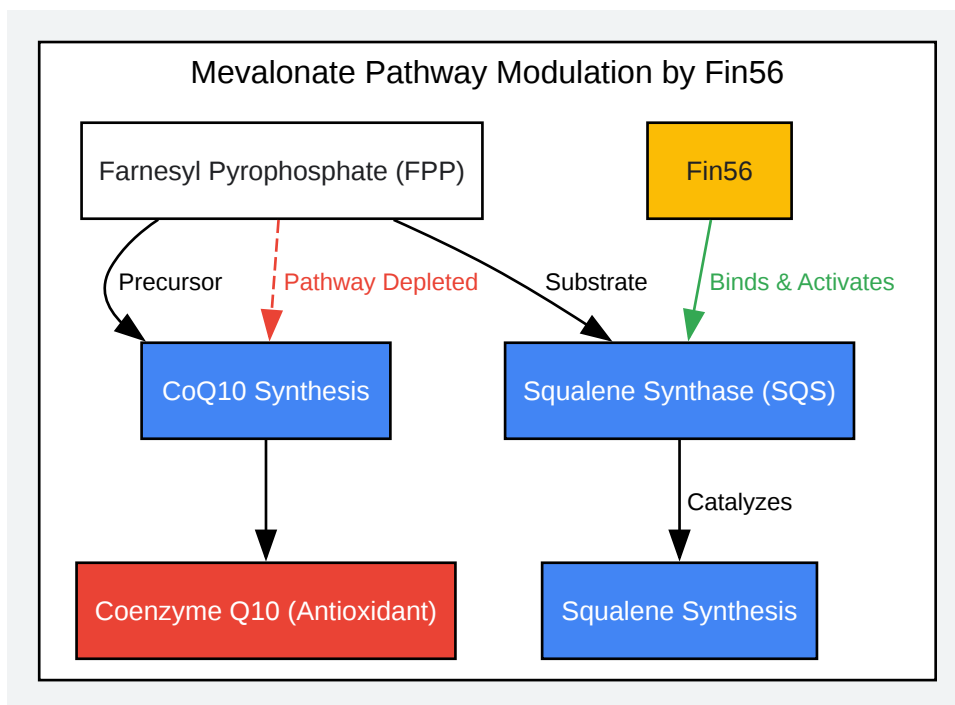 Mevalonate Pathway Modulation by Fin56
Farnesyl Pyrophosphate (FPP)
Fin56
Precursor
Pathway Depleted
Substrate
Binds & Activates
CoQ10 Synthesis
Squalene Synthase (SQS)
Catalyzes
Coenzyme Q10 (Antioxidant)
Squalene Synthesis